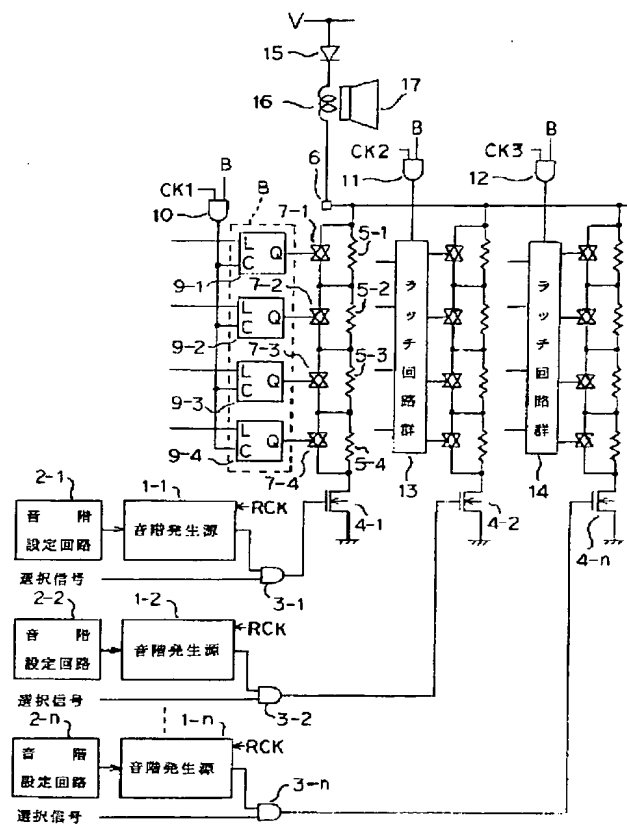 V
15
16
17
6
B
CK1
10
B
7-1
5-1
L
Q
C
9-1
7-2
5-2
L
Q
C
9-2
7-3
5-3
L
Q
C
9-3
7-4
5-4
L
Q
C
9-4
B
CK2
11
ラッチ回路群
13
B
CK3
12
ラッチ回路群
14
2-1
音階
設定回路
1-1
音階発生源
RCK
選択信号
3-1
4-1
4-2
4-n
2-2
音階
設定回路
1-2
音階発生源
RCK
選択信号
3-2
2-n
音階
設定回路
1-n
音階発生源
RCK
選択信号
3-n